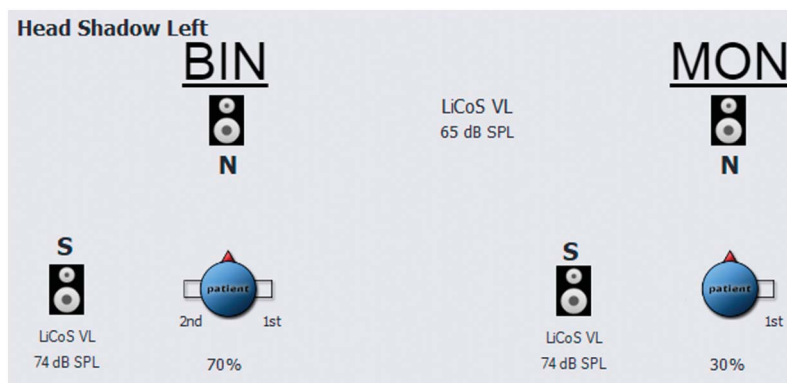 Head Shadow Left
BIN
MON
LiCoS VL
65 dB SPL
N
N
S
S
patient
patient
2nd
1st
1st
LiCoS VL
74 dB SPL
70%
LiCoS VL
74 dB SPL
30%